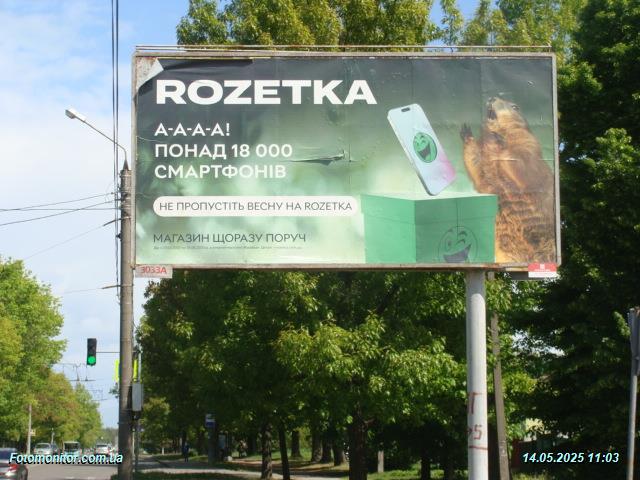 ROZETKA
А-А-А-А!
ПОНАД 18 000
СМАРТФОНІВ
НЕ ПРОПУСТІТЬ ВЕСНУ НА ROZETKA
МАГАЗИН ЩОРАЗУ ПОРУЧ
3033А
Fotomonitor.com.ua
14.05.2025 11:03